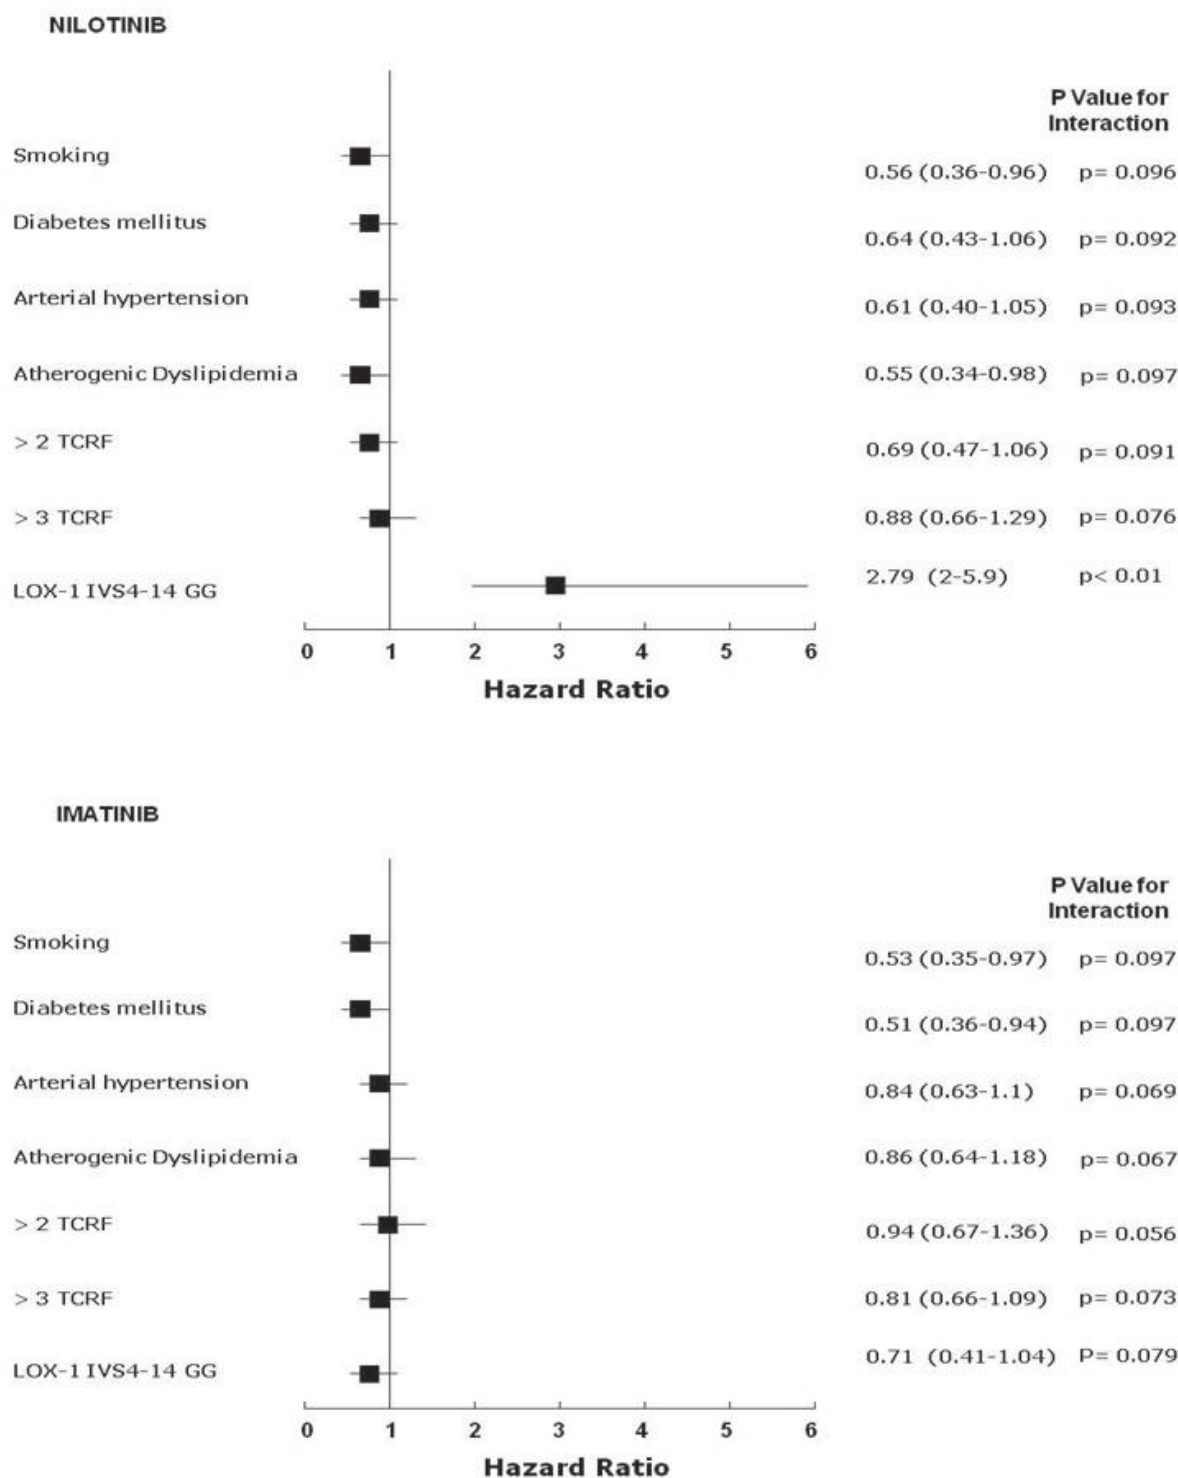 NILOTINIB
P Value for
Interaction
Smoking 0.56 (0.36-0.96) p= 0.096
Diabetes mellitus 0.64 (0.43-1.06) p= 0.092
Arterial hypertension 0.61 (0.40-1.05) p= 0.093
Atherogenic Dyslipidemia 0.55 (0.34-0.98) p= 0.097
> 2 TCRF 0.69 (0.47-1.06) p= 0.091
> 3 TCRF 0.88 (0.66-1.29) p= 0.076
LOX-1 IVS4-14 GG 2.79 (2-5.9) p< 0.01
0 1 2 3 4 5 6
Hazard Ratio
IMATINIB
P Value for
Interaction
Smoking 0.53 (0.35-0.97) p= 0.097
Diabetes mellitus 0.51 (0.36-0.94) p= 0.097
Arterial hypertension 0.84 (0.63-1.1) p= 0.069
Atherogenic Dyslipidemia 0.86 (0.64-1.18) p= 0.067
> 2 TCRF 0.94 (0.67-1.36) p= 0.056
> 3 TCRF 0.81 (0.66-1.09) p= 0.073
LOX-1 IVS4-14 GG 0.71 (0.41-1.04) P= 0.079
0 1 2 3 4 5 6
Hazard Ratio